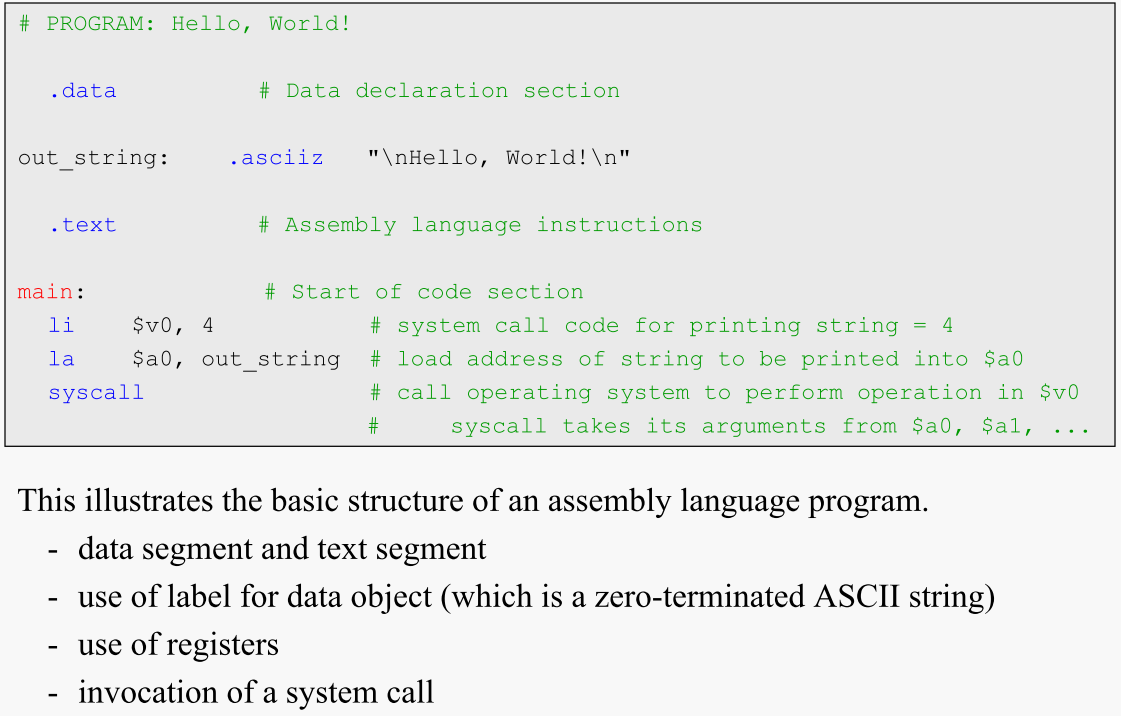 # PROGRAM: Hello, World!
.data # Data declaration section
out_string: .asciiz "\nHello, World!\n"
.text # Assembly language instructions
main: # Start of code section
li $v0, 4 # system call code for printing string = 4
la $a0, out_string # load address of string to be printed into $a0
syscall # call operating system to perform operation in $v0
# syscall takes its arguments from $a0, $a1, ...
This illustrates the basic structure of an assembly language program.
- data segment and text segment
- use of label for data object (which is a zero-terminated ASCII string)
- use of registers
- invocation of a system call